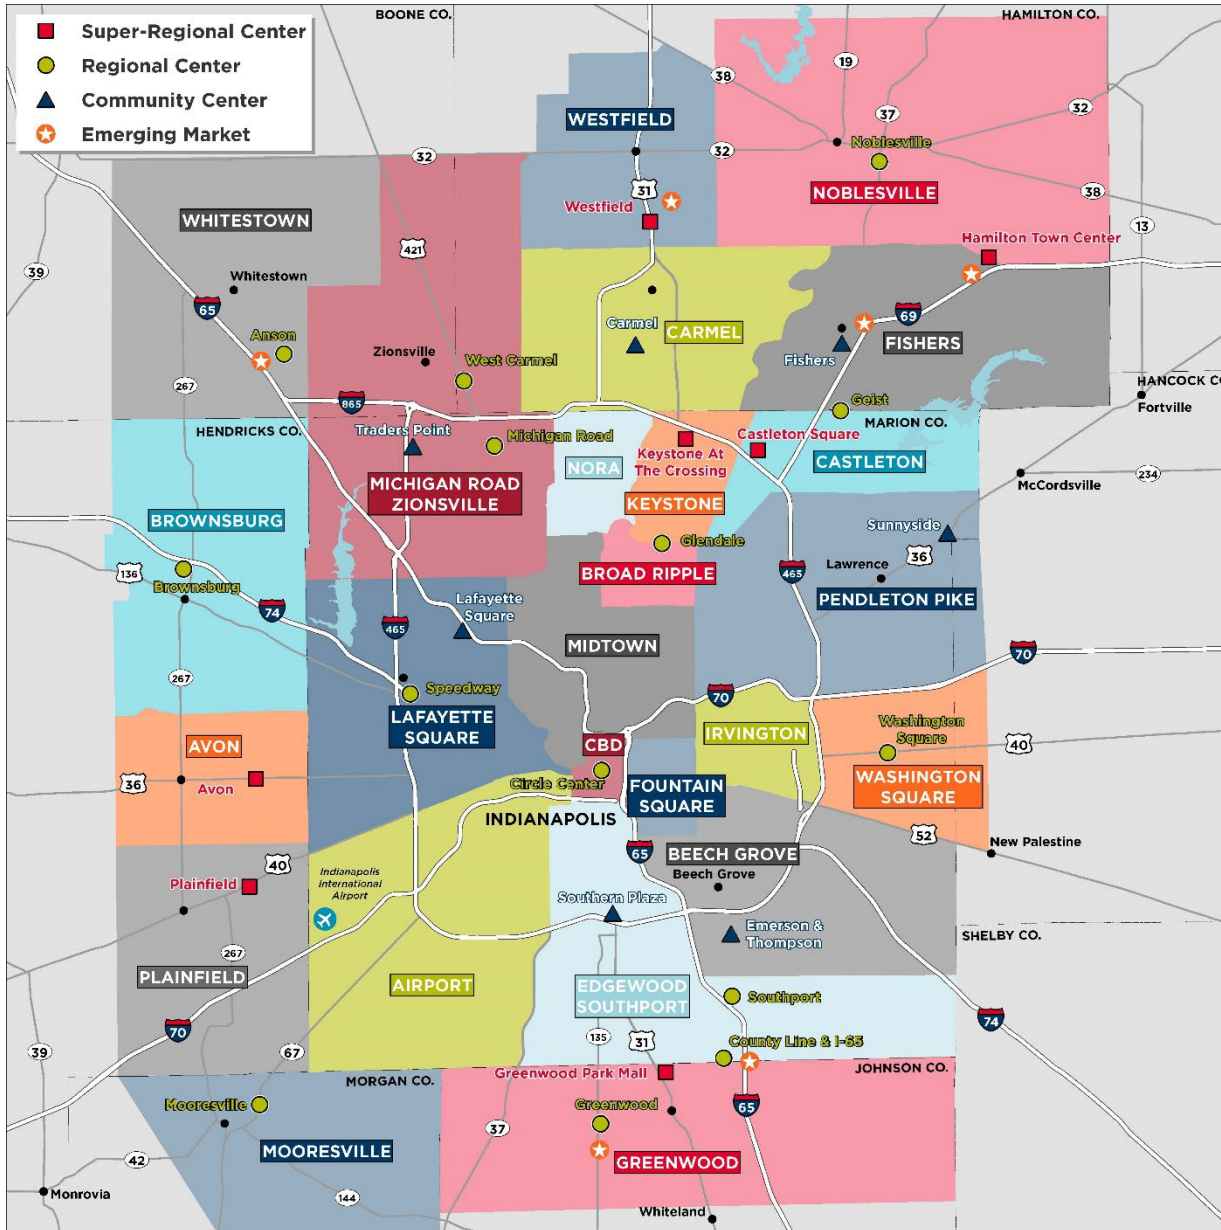 Super-Regional Center
Regional Center
Community Center
Emerging Market
BOONE CO.
HAMILTON CO.
19
38
37
32
WESTFIELD
Noblesville
32
32
31
NOBLESVILLE
38
WHITESTOWN
Westfield
13
421
Hamilton Town Center
39
Whitestown
65
69
Anson
Carmel
CARMEL
FISHERS
Zionsville
West Carmel
Fishers
267
HANCOCK CO.
Fortville
865
Geist
HENDRICKS CO.
MARION CO.
Traders Point
Michigan Road
Castleton Square
Keystone At
The Crossing
NORA
CASTLETON
MICHIGAN ROAD
ZIONSVILLE
234
McCordsville
KEYSTONE
BROWNSBURG
Sunnyside
Glendale
36
136
BROAD RIPPLE
465
Lawrence
Brownsburg
PENDLETON PIKE
74
Lafayette
Square
465
MIDTOWN
70
267
Speedway
70
LAFAYETTE
SQUARE
IRVINGTON
Washington
Square
AVON
CBD
40
36
Avon
Circle Center
FOUNTAIN
SQUARE
WASHINGTON
SQUARE
INDIANAPOLIS
52
New Palestine
65
BEECH GROVE
40
Beech Grove
Plainfield
Indianapolis
International
Airport
Southern Plaza
Emerson &
Thompson
SHELBY CO.
267
PLAINFIELD
AIRPORT
EDGEWOOD
SOUTHPORT
Southport
74
70
135
31
County Line & I-65
39
67
Greenwood Park Mall
MORGAN CO.
JOHNSON CO.
Mooresville
Greenwood
65
37
MOORESVILLE
42
GREENWOOD
Monrovia
144
Whiteland